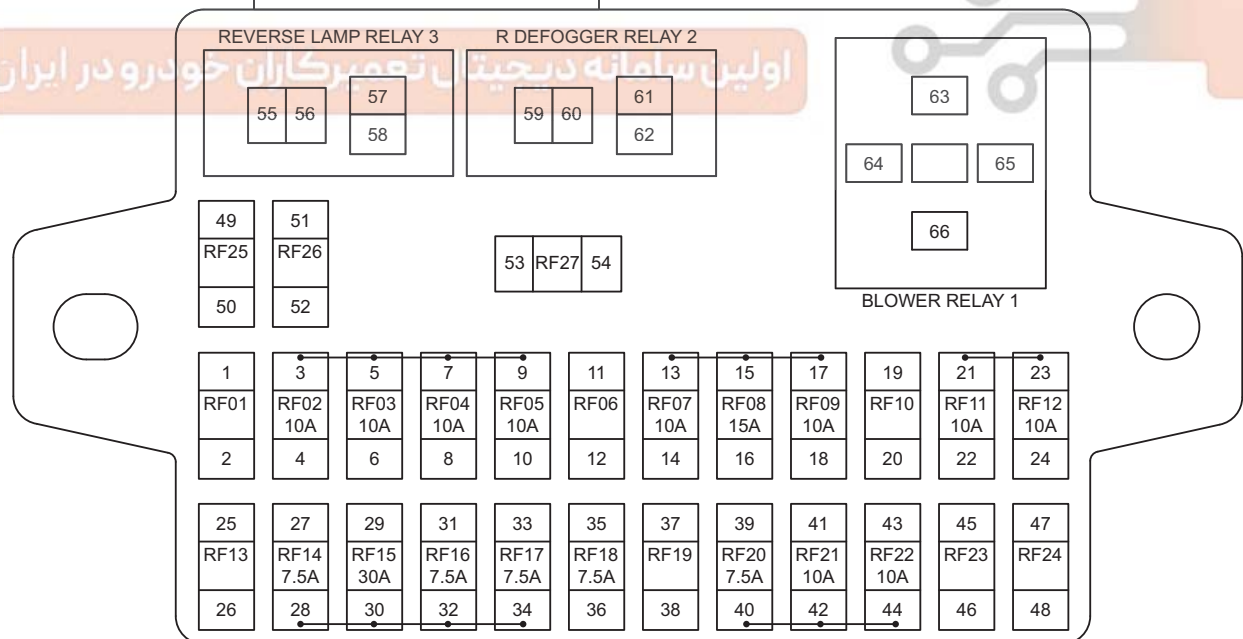 اولین سامانه دیجیتال تعمیرکاران خودرو در ایران
REVERSE LAMP RELAY 3
R DEFOGGER RELAY 2
55 56 57
58
59 60 61
62
63
64 65
66
BLOWER RELAY 1
49 51
RF25 RF26
50 52
53 RF27 54
1 3 5 7 9 11 13 15 17 19 21 23
RF01 RF02 RF03 RF04 RF05 RF06 RF07 RF08 RF09 RF10 RF11 RF12
10A 10A 10A 10A 10A 15A 10A 10A 10A
2 4 6 8 10 12 14 16 18 20 22 24
25 27 29 31 33 35 37 39 41 43 45 47
RF13 RF14 RF15 RF16 RF17 RF18 RF19 RF20 RF21 RF22 RF23 RF24
7.5A 30A 7.5A 7.5A 7.5A 7.5A 10A 10A
26 28 30 32 34 36 38 40 42 44 46 48